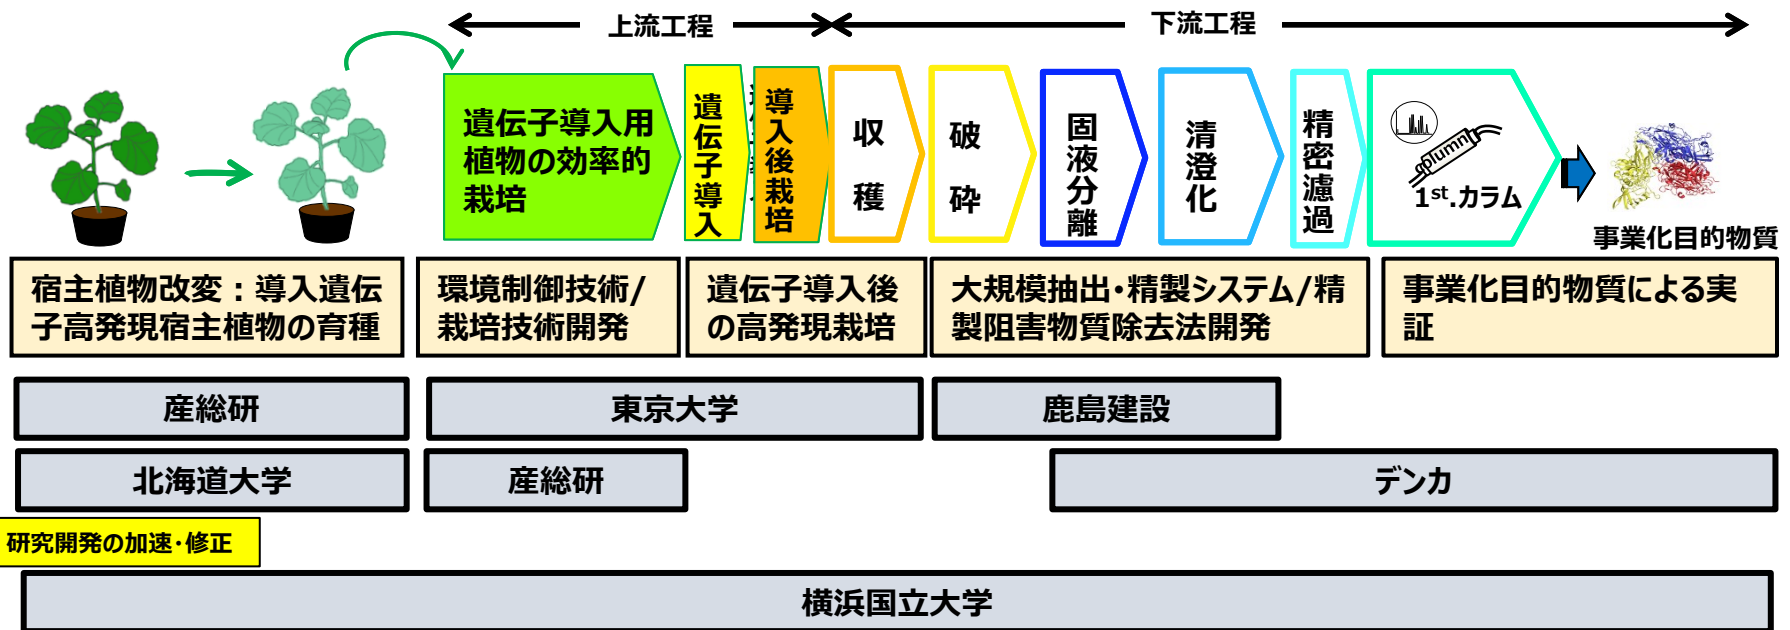 上流工程
下流工程
遺伝子導入用
植物の効率的
栽培
遺伝子導入
導入後栽培
収穫
破砕
固液分離
清澄化
精密濾過
olumn
1st.カラム
事業化目的物質
宿主植物改変：導入遺伝
子高発現宿主植物の育種
環境制御技術/
栽培技術開発
遺伝子導入後
の高発現栽培
大規模抽出・精製システム/精
製阻害物質除去法開発
事業化目的物質による実
証
産総研
東京大学
鹿島建設
北海道大学
産総研
デンカ
研究開発の加速・修正
横浜国立大学